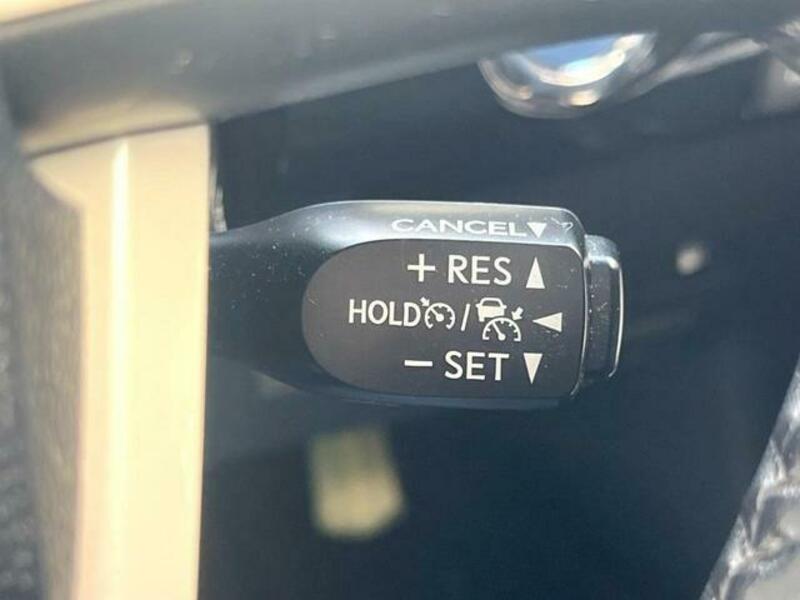 CANCEL▼
+ RES ▲
HOLD / ◄
− SET ▼